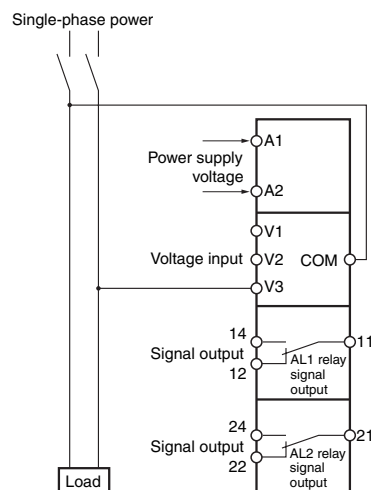 Single-phase power
A1
Power supply
voltage
A2
V1
Voltage input
V2
COM
V3
14
11
Signal output
AL1 relay
signal
output
12
24
21
Signal output
AL2 relay
signal
output
22
Load